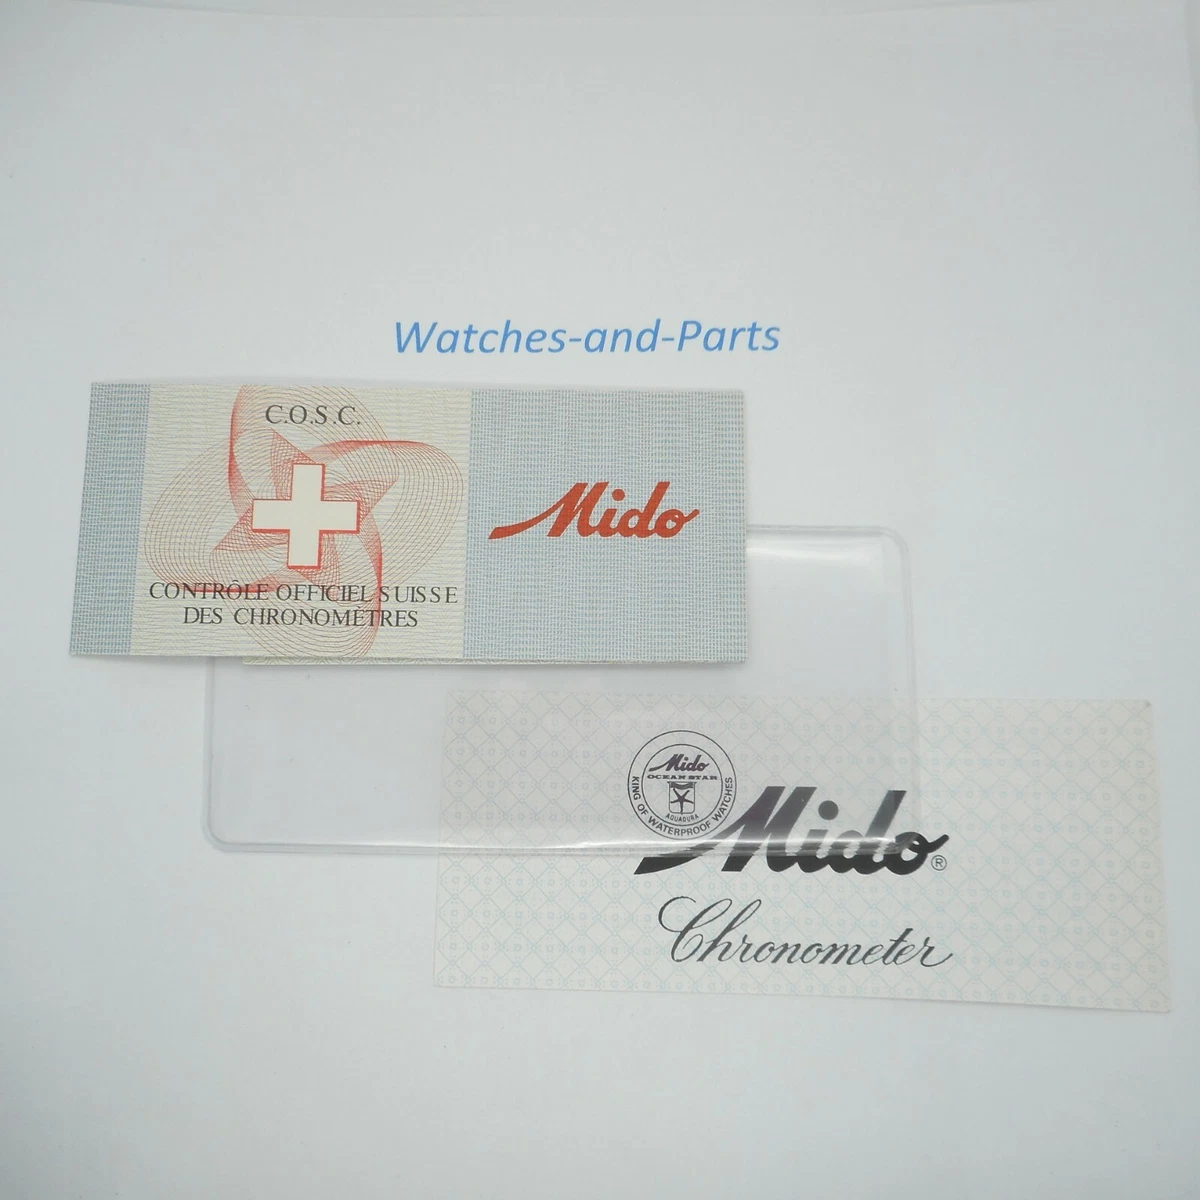 Watches-and-Parts
C.O.S.C.
CONTRÔLE OFFICIEL SUISSE
DES CHRONOMÈTRES
Mido
Mido
OCEAN STAR
AQUADURA
KING OF WATERPROOF WATCHES
Mido®
Chronometer